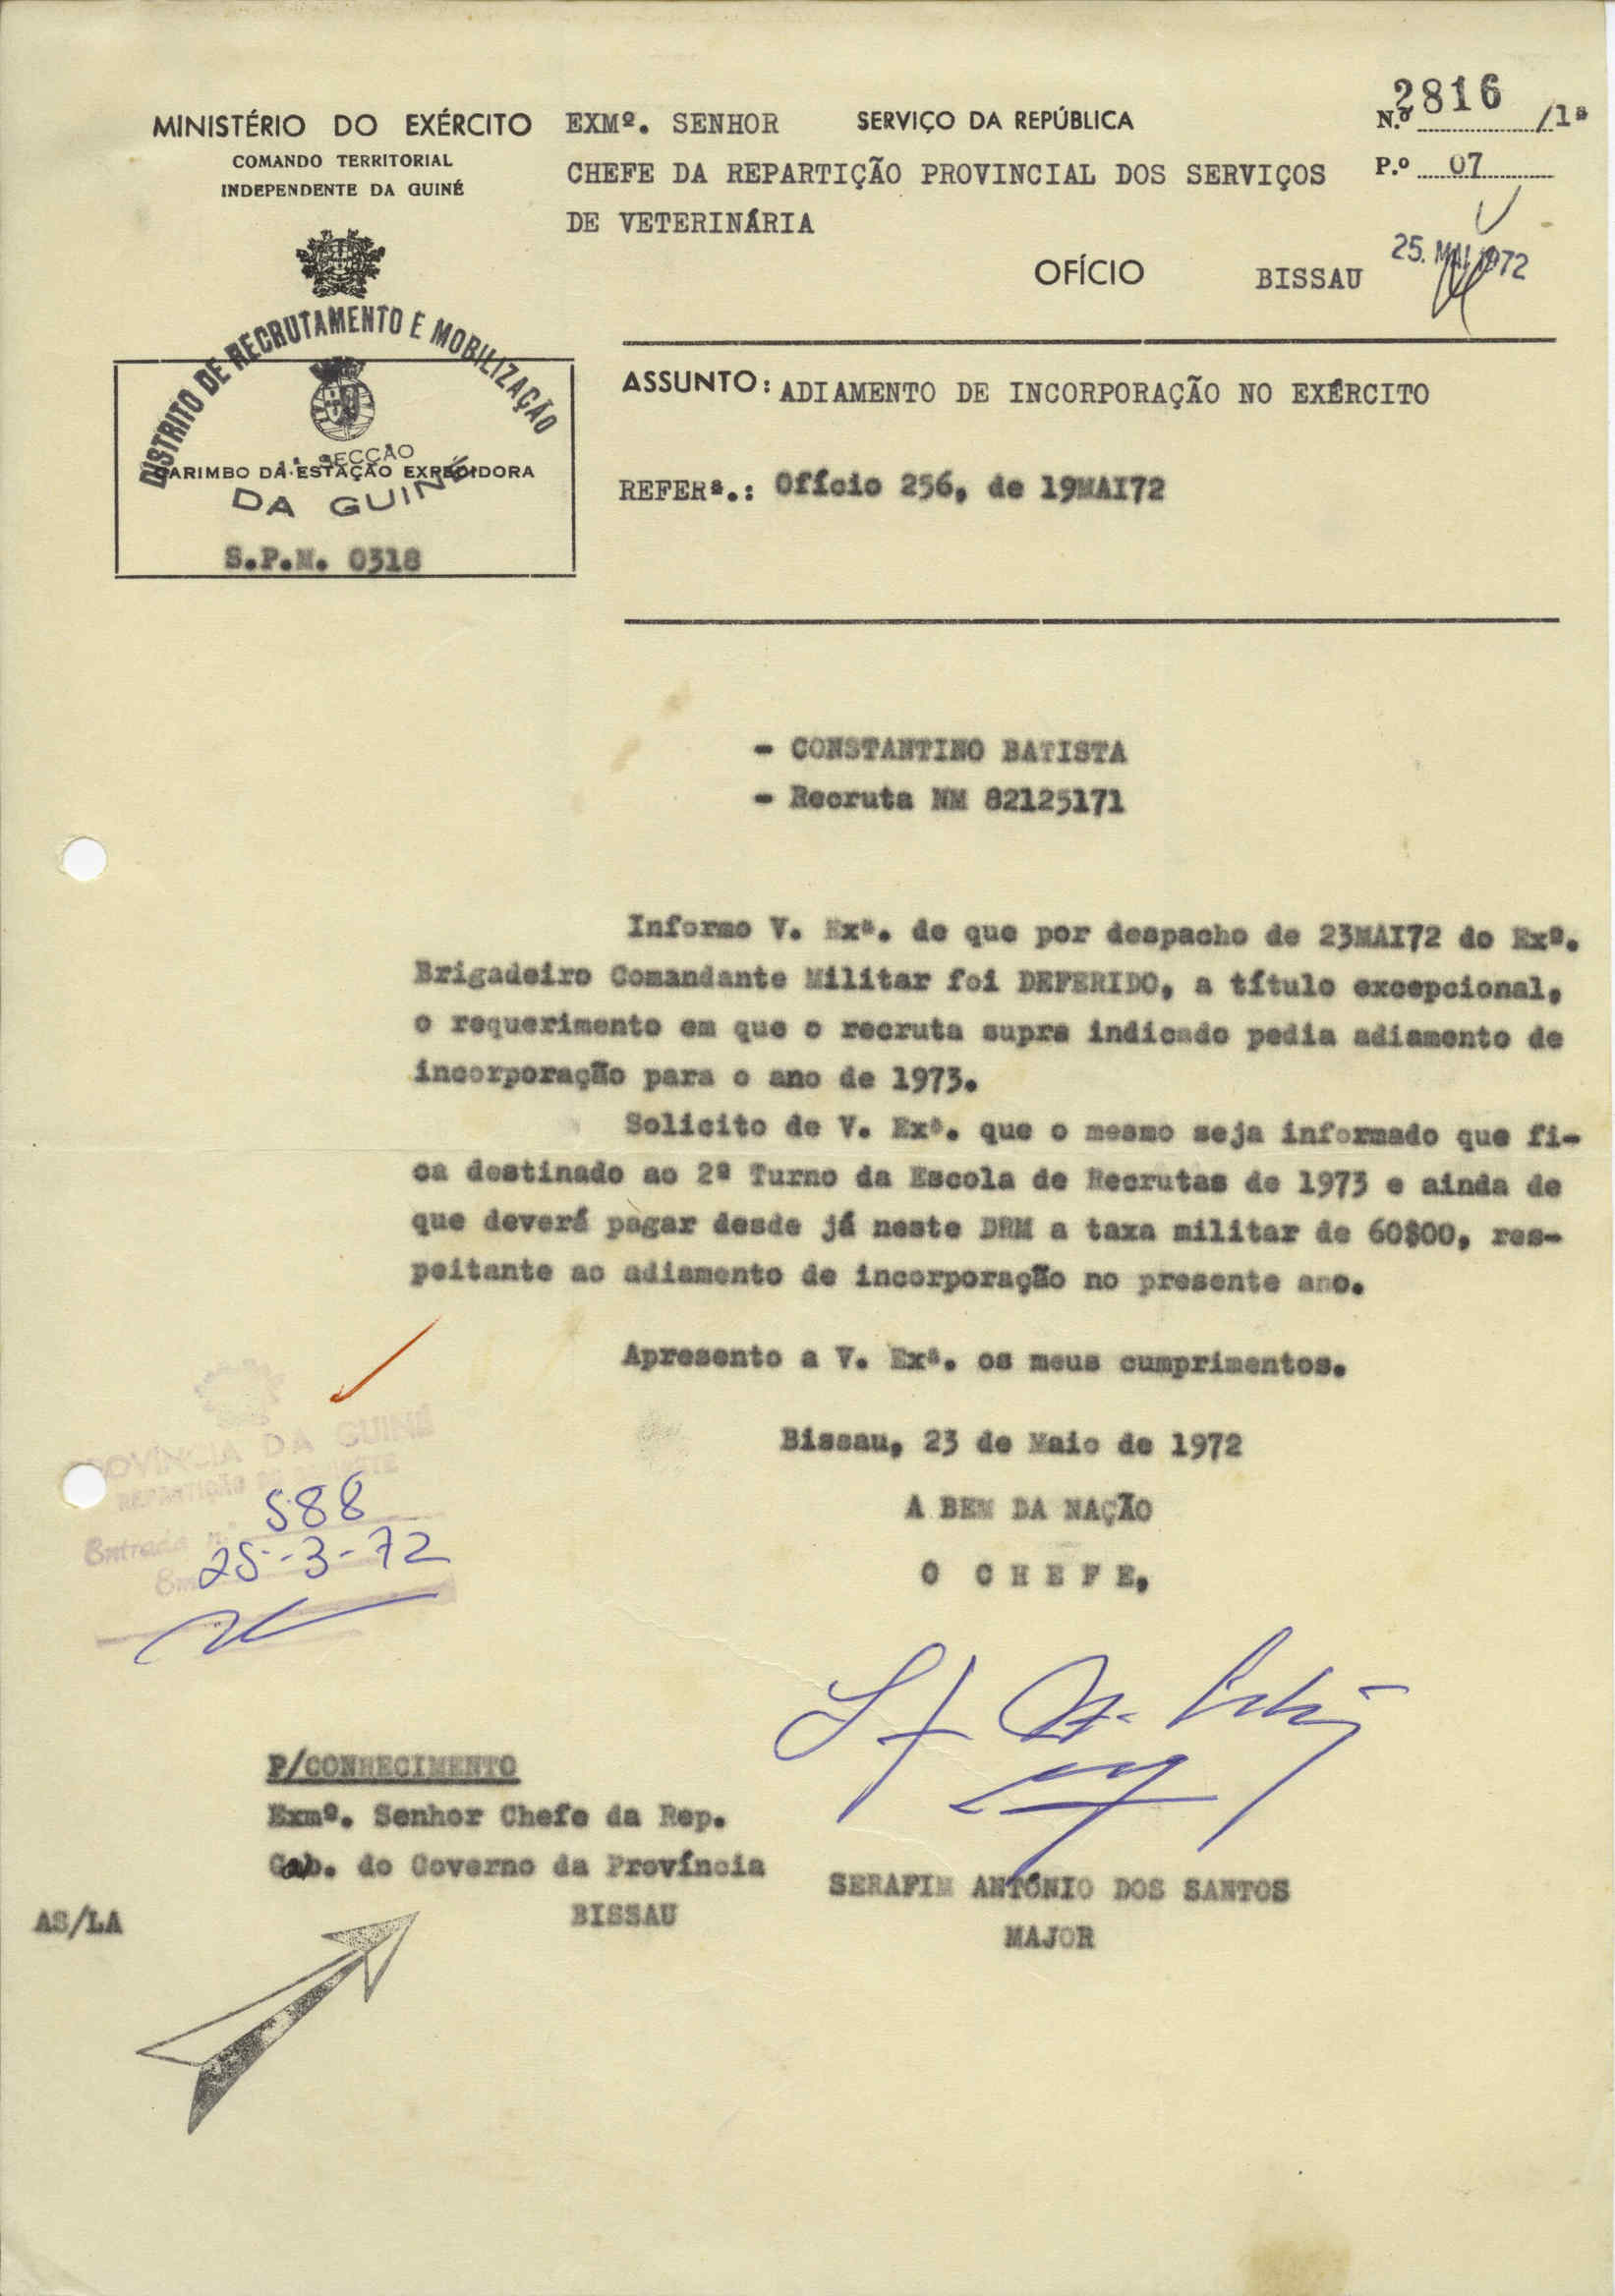 MINISTÉRIO DO EXÉRCITO
COMANDO TERRITORIAL
INDEPENDENTE DA GUINÉ
EXMº. SENHOR
SERVIÇO DA REPÚBLICA
CHEFE DA REPARTIÇÃO PROVINCIAL DOS SERVIÇOS
DE VETERINÁRIA
N.º 2816 /1ª
P.º 07
OFÍCIO
BISSAU 25. MAI 1972
DISTRITO DE RECRUTAMENTO E MOBILIZAÇÃO
SECÇÃO
CARIMBO DA ESTAÇÃO EXPEDIDORA
DA GUINÉ
S.P.M. 0318
ASSUNTO: ADIAMENTO DE INCORPORAÇÃO NO EXÉRCITO
REFERª.: Ofício 256, de 19MAI72
- CONSTANTINO BATISTA
- Recruta NM 82125171
Informo V. Exª. de que por despacho de 23MAI72 do Exº.
Brigadeiro Comandante Militar foi DEFERIDO, a título excepcional,
o requerimento em que o recruta supra indicado pedia adiamento de
incorporação para o ano de 1973.
Solicito de V. Exª. que o mesmo seja informado que fi-
ca destinado ao 2º Turno da Escola de Recrutas de 1973 e ainda de
que deverá pagar desde já neste DRM a taxa militar de 60$00, res-
peitante ao adiamento de incorporação no presente ano.
Apresento a V. Exª. os meus cumprimentos.
Bissau, 23 de Maio de 1972
A BEM DA NAÇÃO
O CHEFE,
PROVÍNCIA DA GUINÉ
REPARTIÇÃO DE GABINETE
Entrada n.º 588
Em 25-3-72
P/CONHECIMENTO
Exmº. Senhor Chefe da Rep.
Gab. do Governo da Província
BISSAU
SERAFIM ANTÓNIO DOS SANTOS
MAJOR
AS/LA